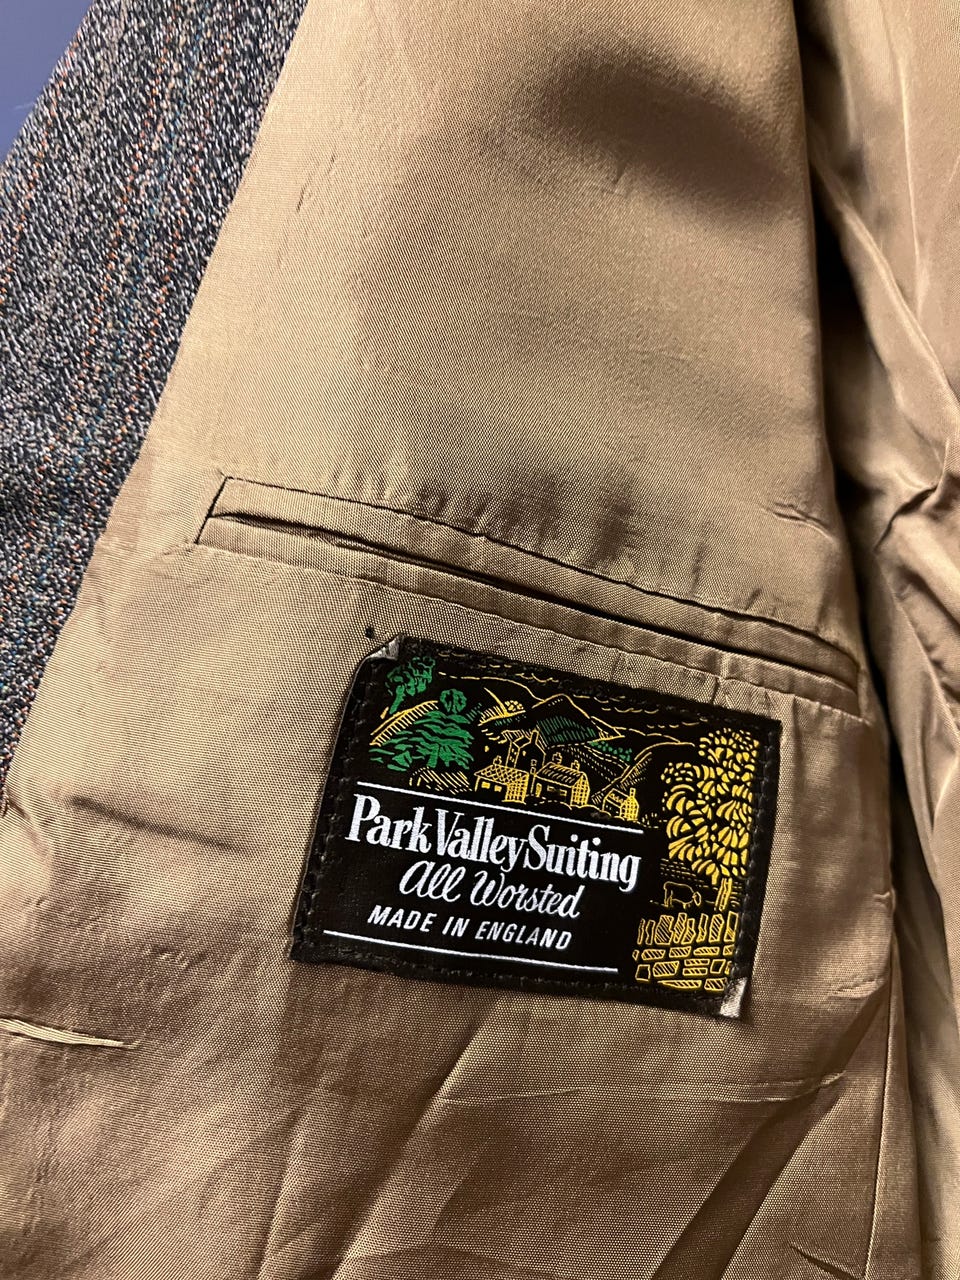 Park Valley Suiting
All Worsted
MADE IN ENGLAND